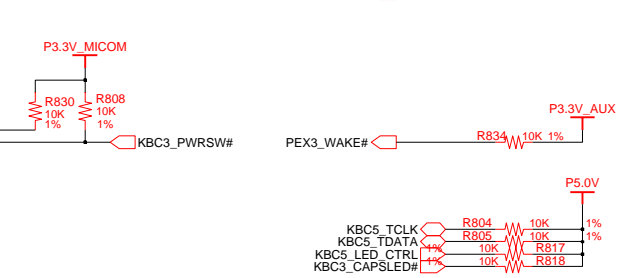 P3.3V_MICOM
R830
10K
1%
R808
10K
1%
KBC3_PWRSW#
P3.3V_AUX
PEX3_WAKE#
R834
10K 1%
P5.0V
KBC5_TCLK
R804
10K
1%
KBC5_TDATA
R805
10K
1%
KBC5_LED_CTRL
1%
10K
R817
KBC3_CAPSLED#
1%
10K
R818